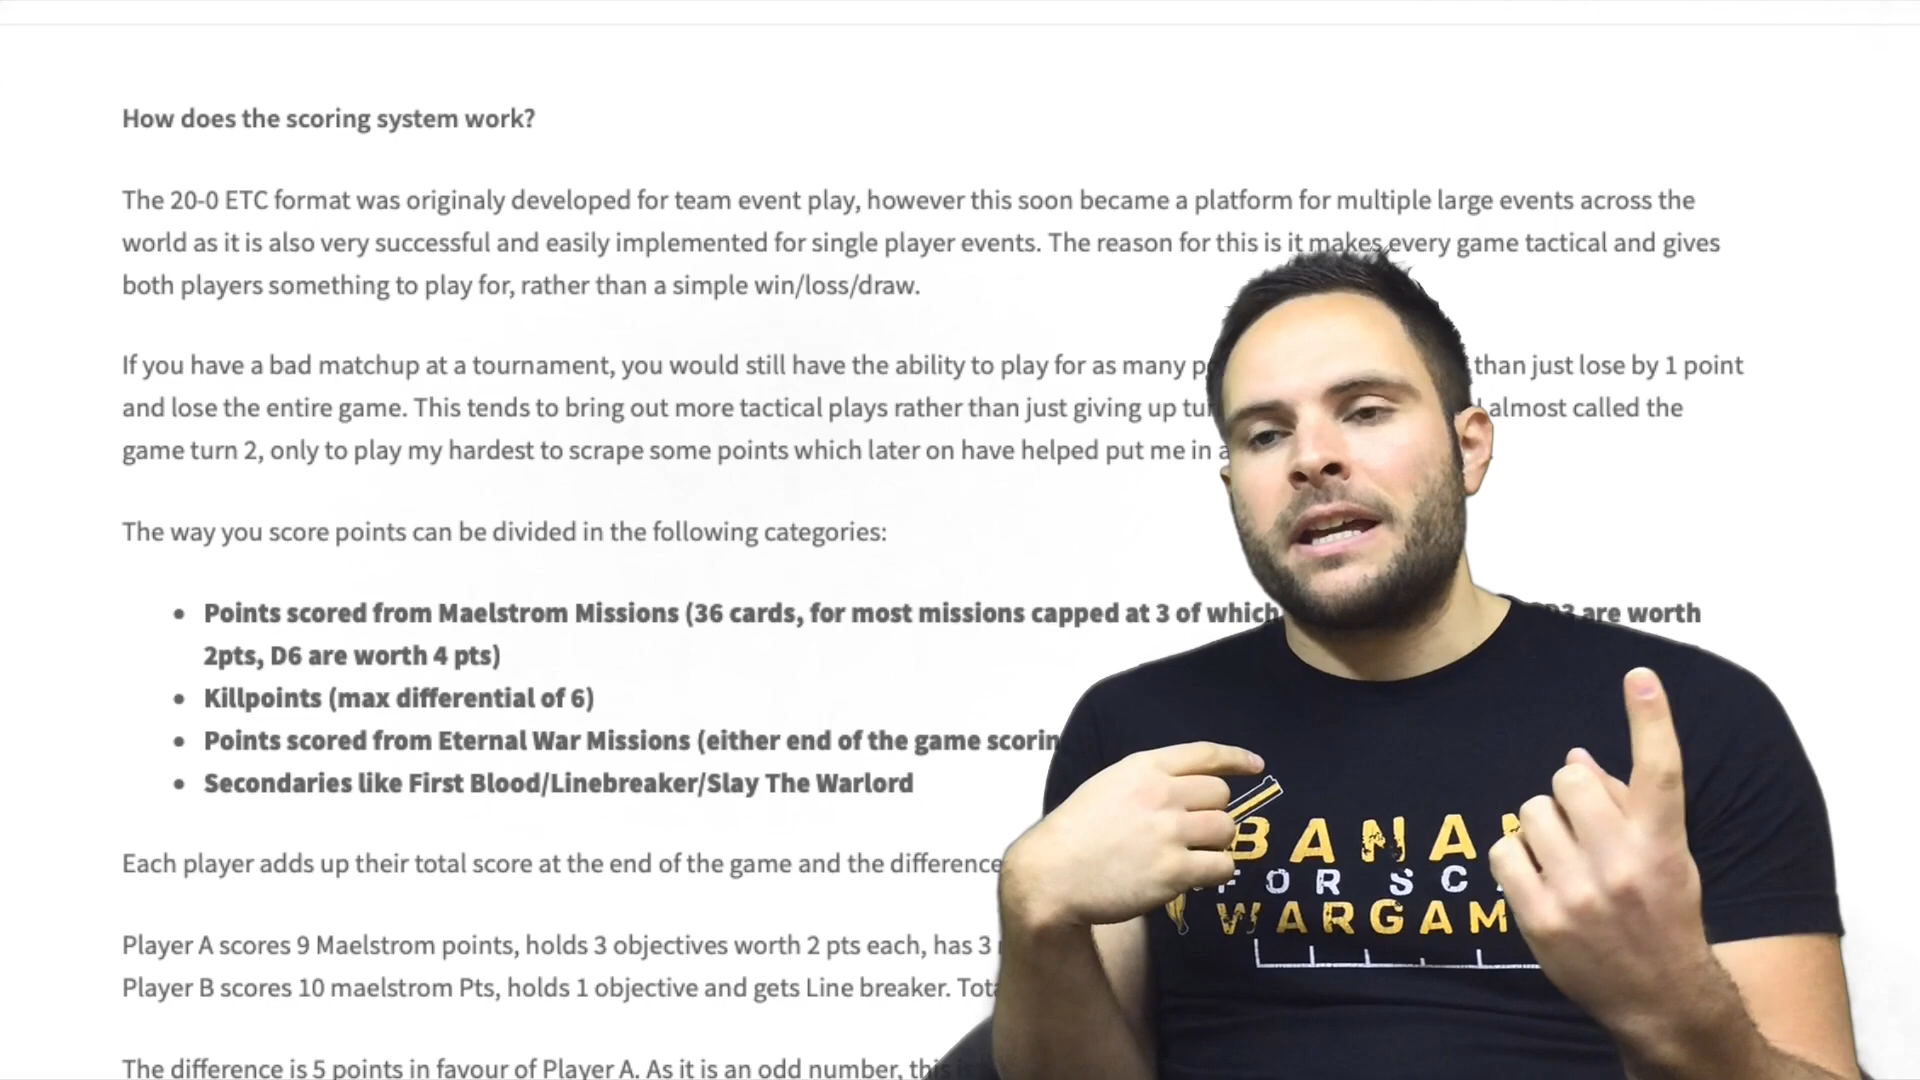 How does the scoring system work?
The 20-0 ETC format was originaly developed for team event play, however this soon became a platform for multiple large events across the
world as it is also very successful and easily implemented for single player events. The reason for this is it makes every game tactical and gives
both players something to play for, rather than a simple win/loss/draw.
If you have a bad matchup at a tournament, you would still have the ability to play for as many than just lose by 1 point
and lose the entire game. This tends to bring out more tactical plays rather than just giving up almost called the
game turn 2, only to play my hardest to scrape some points which later on have helped put me in
The way you score points can be divided in the following categories:
• Points scored from Maelstrom Missions (36 cards, for most missions capped at 3 of which are worth
2pts, D6 are worth 4 pts)
• Killpoints (max differential of 6)
• Points scored from Eternal War Missions (either end of the game
• Secondaries like First Blood/Linebreaker/Slay The Warlord
Each player adds up their total score at the end of the game and the difference
Player A scores 9 Maelstrom points, holds 3 objectives worth 2 pts each, has 3
Player B scores 10 maelstrom Pts, holds 1 objective and gets Line breaker.
The difference is 5 points in favour of Player A. As it is an odd number, this is
BANAN
FOR SCA
WARGAM